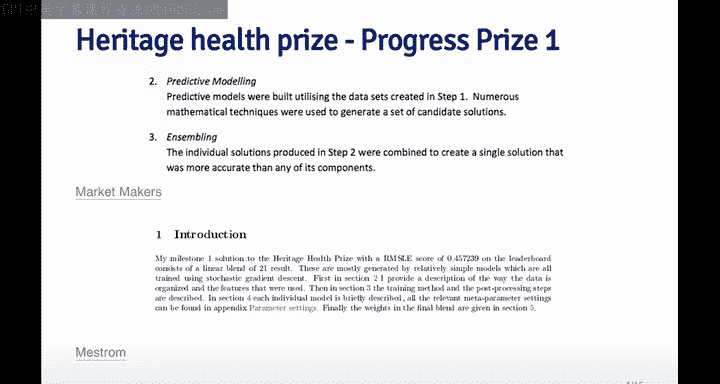 Heritage health prize - Progress Prize 1
2. Predictive Modelling
Predictive models were built utilising the data sets created in Step 1. Numerous
mathematical techniques were used to generate a set of candidate solutions.
3. Ensembling
The individual solutions produced in Step 2 were combined to create a single solution that
was more accurate than any of its components.
Market Makers
1 Introduction
My milestone 1 solution to the Heritage Health Prize with a RMSLE score of 0.457239 on the leaderboard
consists of a linear blend of 21 result. These are mostly generated by relatively simple models which are all
trained using stochastic gradient descent. First in section 2 I provide a description of the way the data is
organized and the features that were used. Then in section 3 the training method and the post-processing steps
are described. In section 4 each individual model is briefly described, all the relevant meta-parameter settings
can be found in appendix Parameter settings. Finally the weights in the final blend are given in section 5.
Mestrom